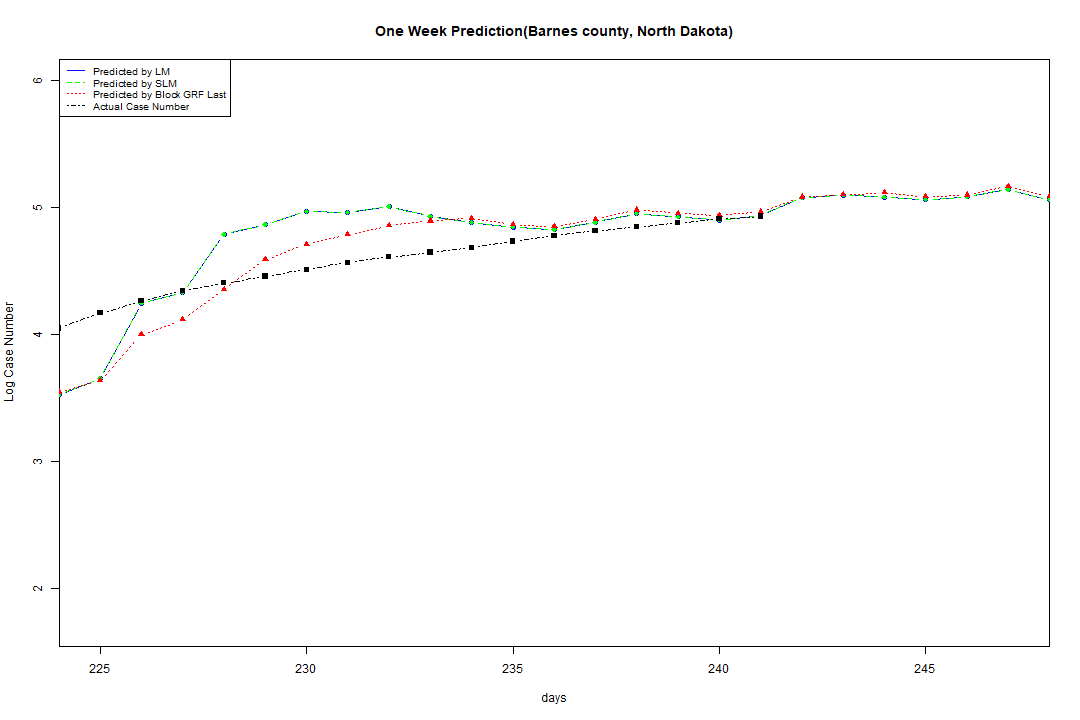 One Week Prediction(Barnes county, North Dakota)
Predicted by LM
Predicted by SLM
Predicted by Block GRF Last
Actual Case Number
6
5
4
3
2
Log Case Number
225 230 235 240 245
days